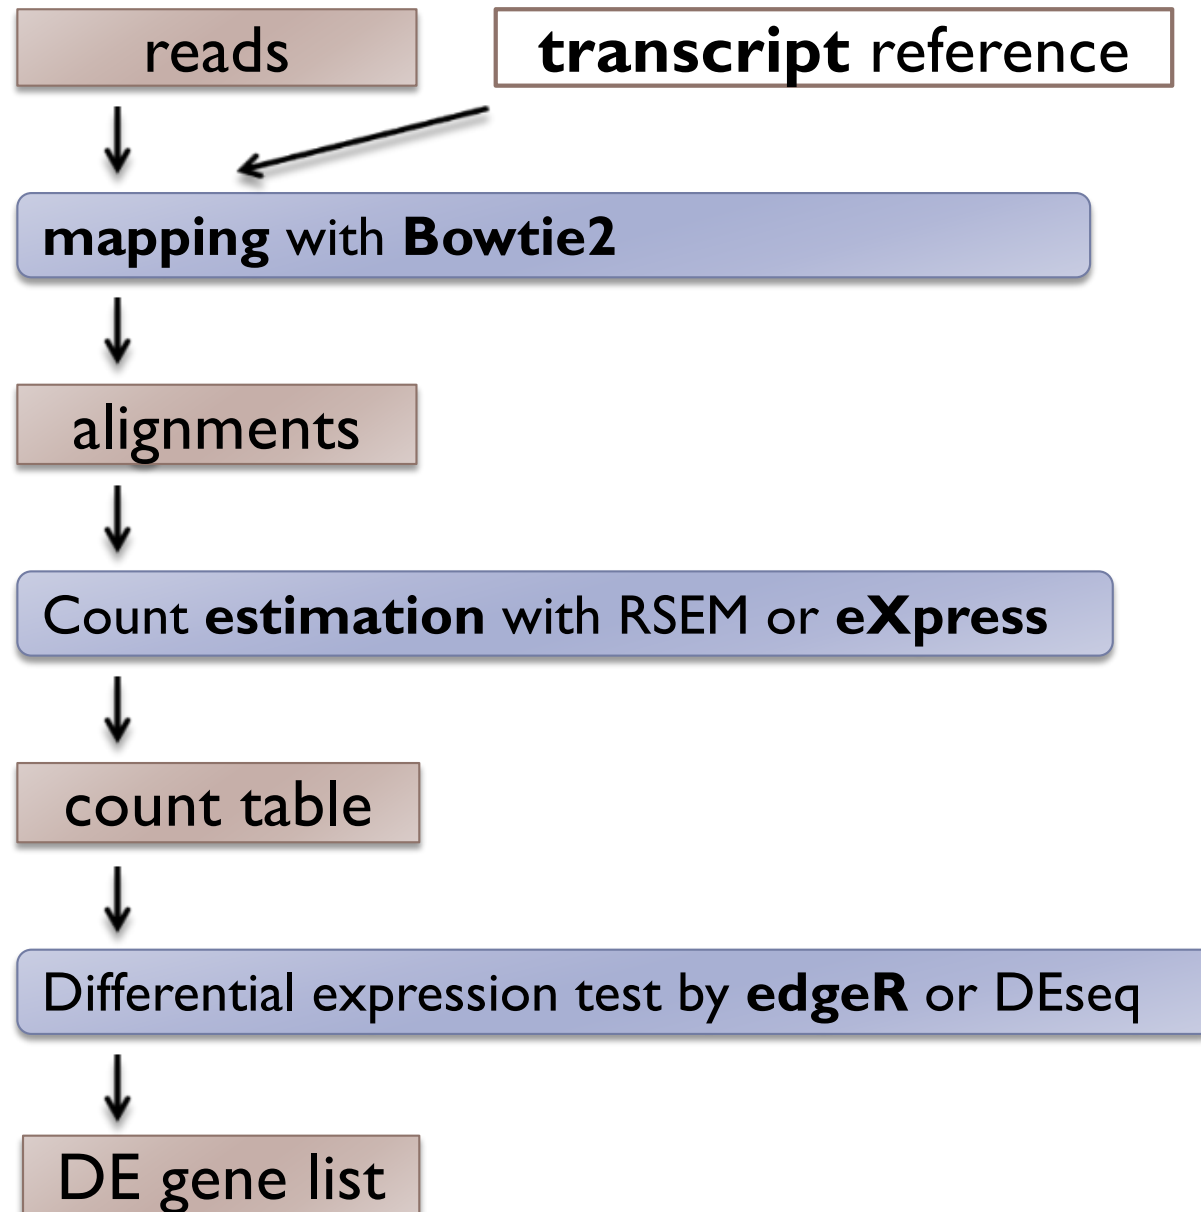 reads
transcript reference
mapping with Bowtie2
alignments
Count estimation with RSEM or eXpress
count table
Differential expression test by edgeR or DEseq
DE gene list